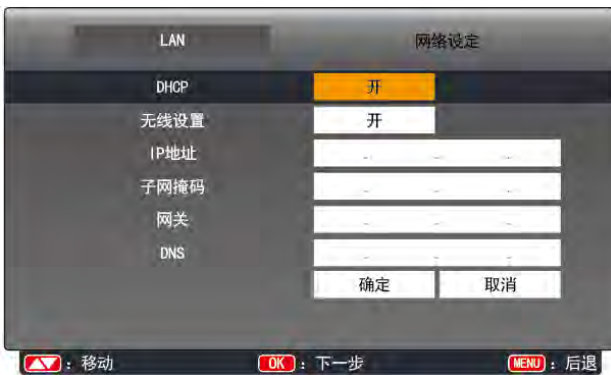 LAN 网络设定
DHCP 开
无线设置 开
IP地址 . . .
子网掩码 . . .
网关 . . .
DNS . . .
确定 取消
：移动 OK ：下一步 MENU ：后退